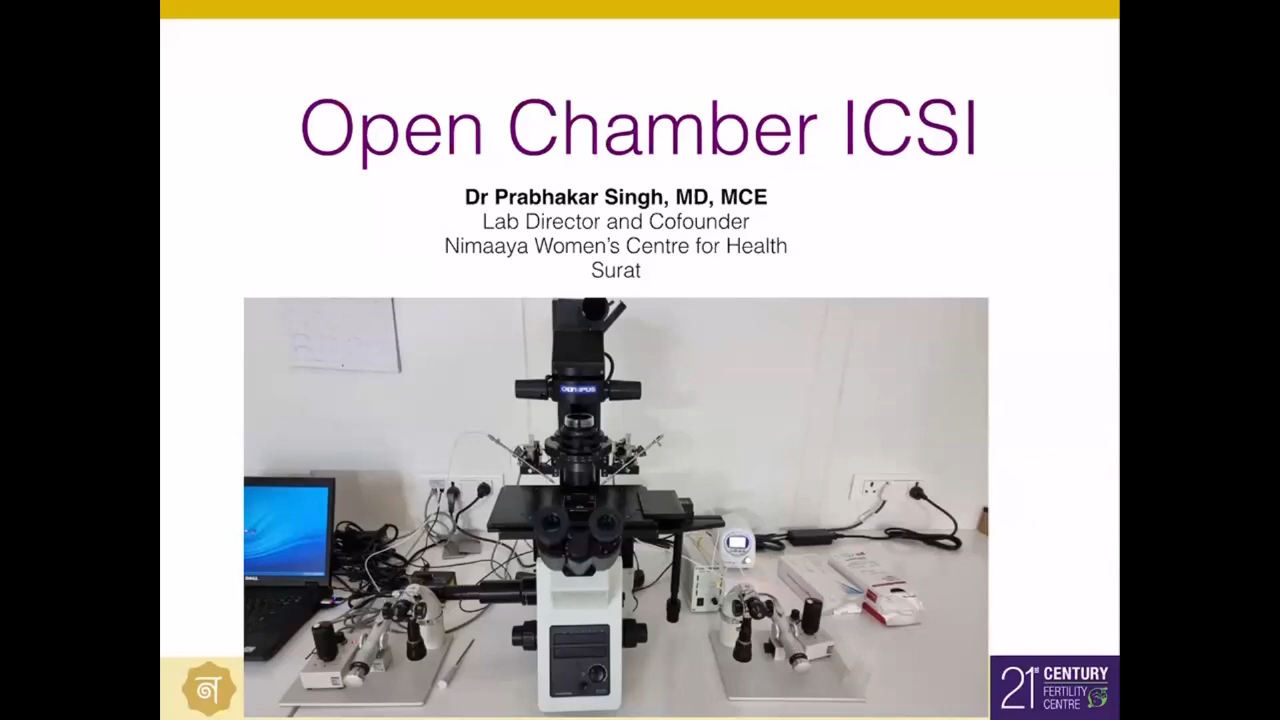 Open Chamber ICSI
Dr Prabhakar Singh, MD, MCE
Lab Director and Cofounder
Nimaaya Women's Centre for Health
Surat
OLYMPUS
DELL
ন
21st CENTURY
FERTILITY
CENTRE